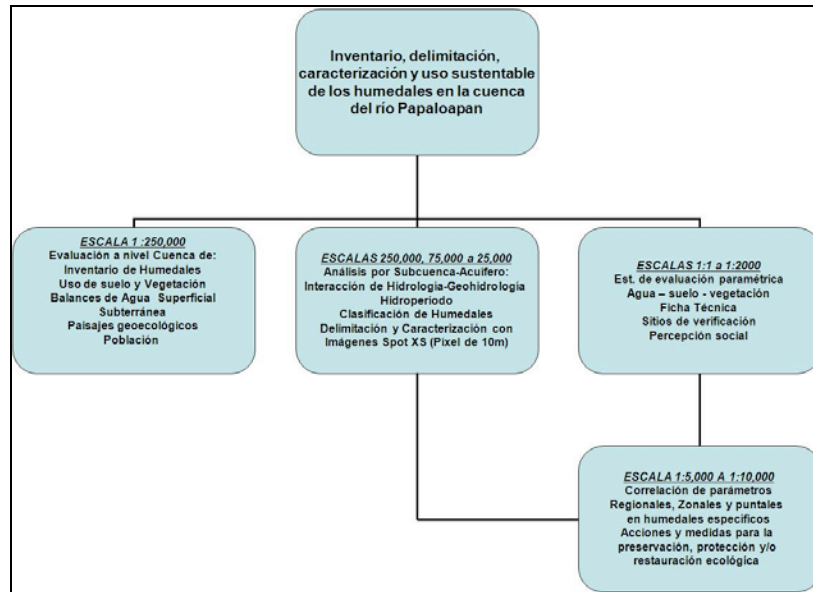 Inventario, delimitación,
caracterización y uso sustentable
de los humedales en la cuenca
del río Papaloapan
ESCALA 1 :250,000
Evaluación a nivel Cuenca de:
Inventario de Humedales
Uso de suelo y Vegetación
Balances de Agua Superficial
Subterránea
Paisajes geoecológicos
Población
ESCALAS 250,000, 75,000 a 25,000
Análisis por Subcuenca-Acuífero:
Interacción de Hidrología-Geohidrología
Hidroperiodo
Clasificación de Humedales
Delimitación y Caracterización con
Imágenes Spot XS (Píxel de 10m)
ESCALAS 1:1 a 1:2000
Est. de evaluación paramétrica
Agua – suelo - vegetación
Ficha Técnica
Sitios de verificación
Percepción social
ESCALA 1:5,000 A 1:10,000
Correlación de parámetros
Regionales, Zonales y puntales
en humedales específicos
Acciones y medidas para la
preservación, protección y/o
restauración ecológica